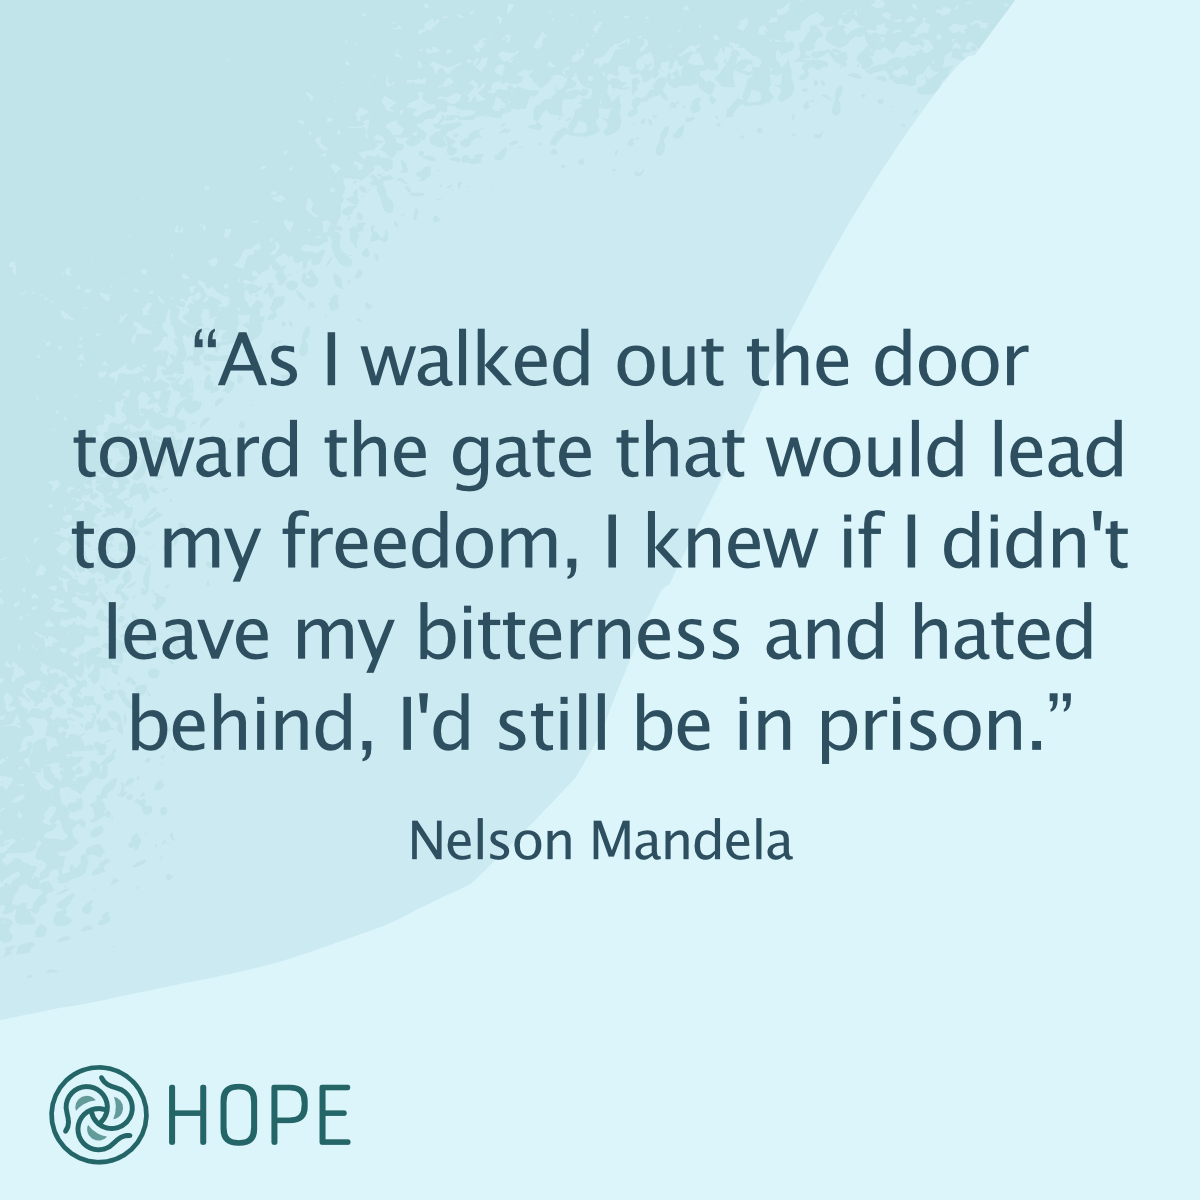 “As I walked out the door
toward the gate that would lead
to my freedom, I knew if I didn't
leave my bitterness and hated
behind, I'd still be in prison.”
Nelson Mandela
HOPE